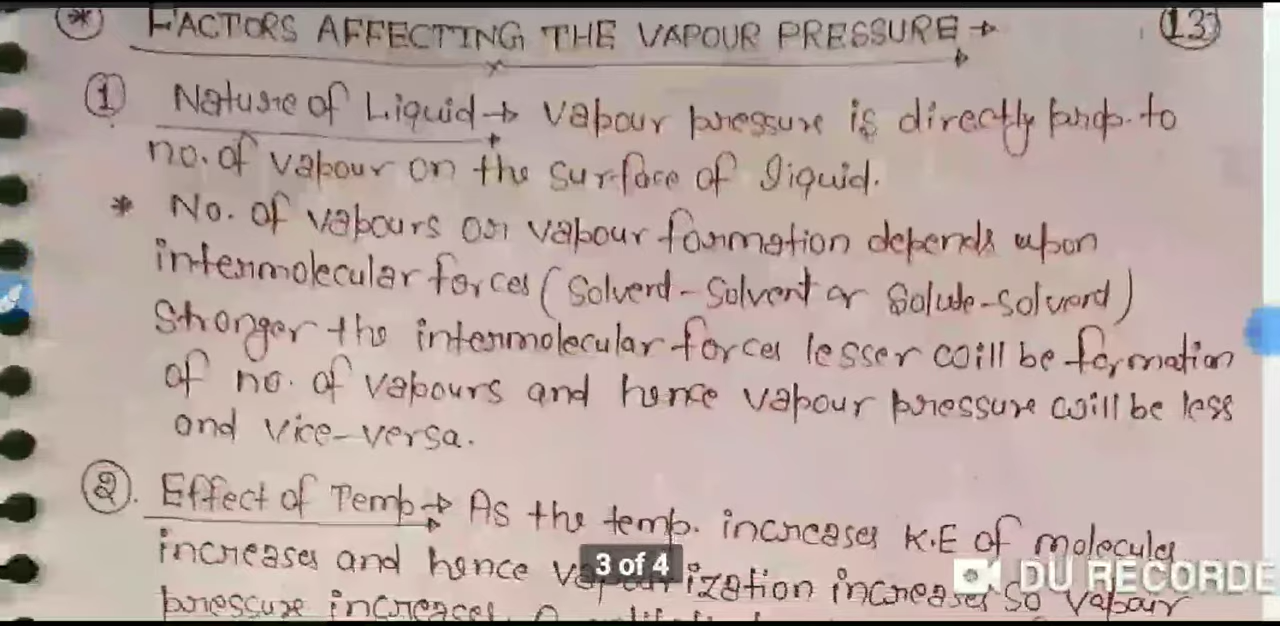 * FACTORS AFFECTING THE VAPOUR PRESSURE → 13
① Nature of Liquid → Vapour pressure is directly prop. to
no. of vapour on the surface of liquid.
* No. of vapours or vapour formation depends upon
intermolecular forces (Solvent-Solvent or Solute-solvent)
Stronger the intermolecular forces lesser will be formation
of no. of vapours and hence vapour pressure will be less
and vice-versa.
②. Effect of Temp → As the temp. increases K.E of molecules
increases and hence vapourization increases so vapour
pressure increases.
3 of 4
DU RECORDE